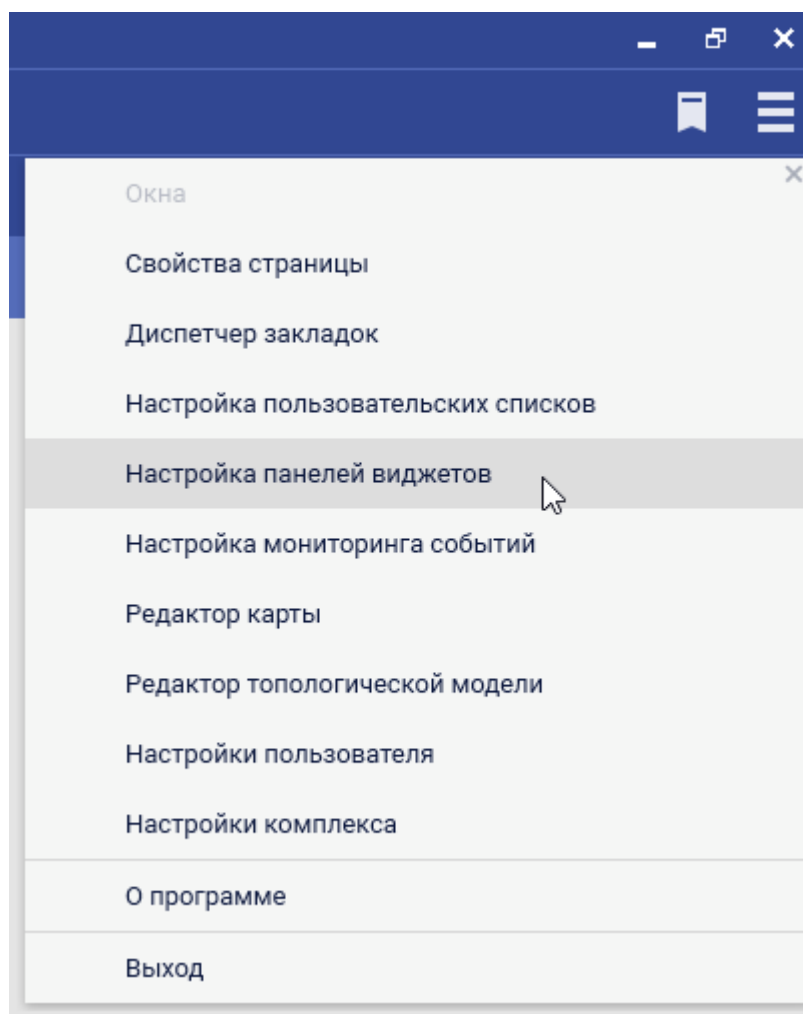 Окна
Свойства страницы
Диспетчер закладок
Настройка пользовательских списков
Настройка панелей виджетов
Настройка мониторинга событий
Редактор карты
Редактор топологической модели
Настройки пользователя
Настройки комплекса
О программе
Выход